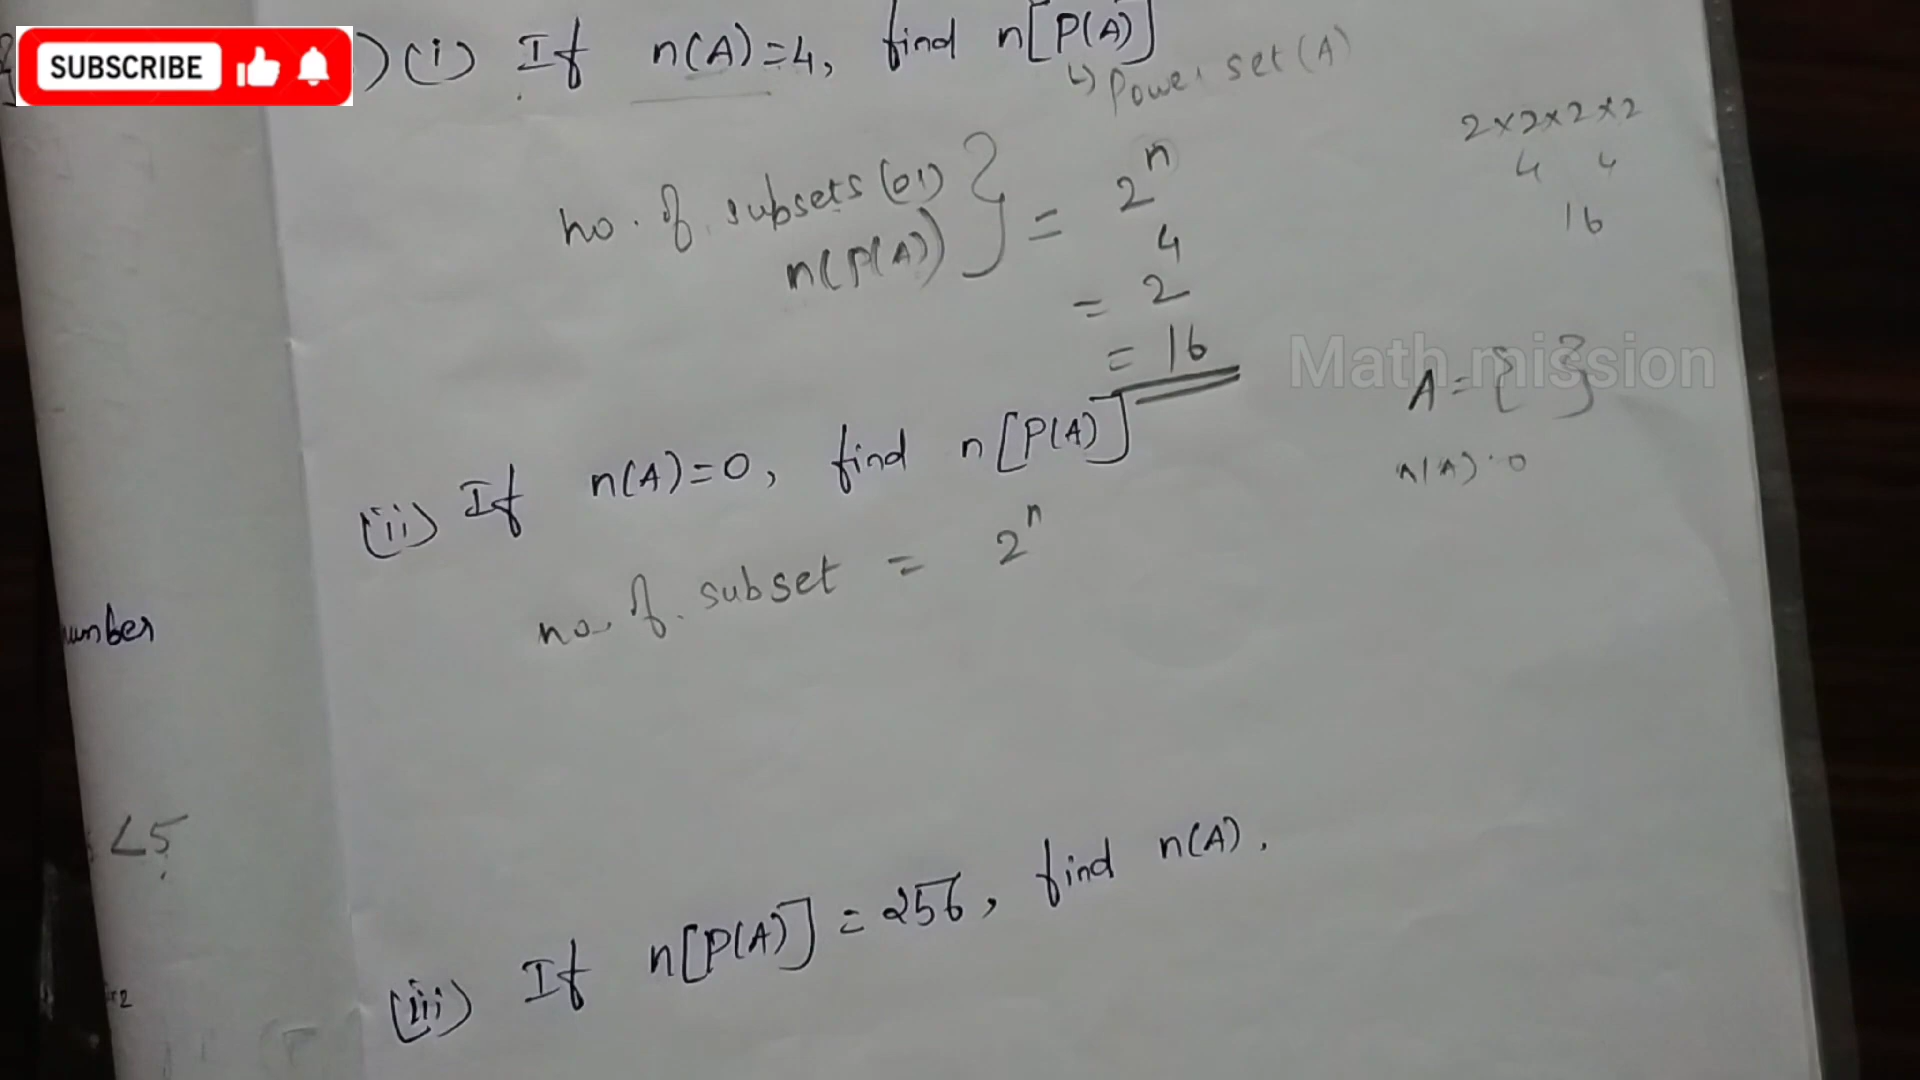 SUBSCRIBE
) (i) If n(A)=4, find n[P(A)]
↳ Power set (A)
no. of. subsets (or) n(P(A)) } = 2^n
= 2^4
= 16
2×2×2×2
4 4
16
Math mission
A = { }
n(A) = 0
(ii) If n(A)=0, find n[P(A)]
no. of. subset = 2^n
number
<5
(iii) If n[P(A)] = 256, find n(A).